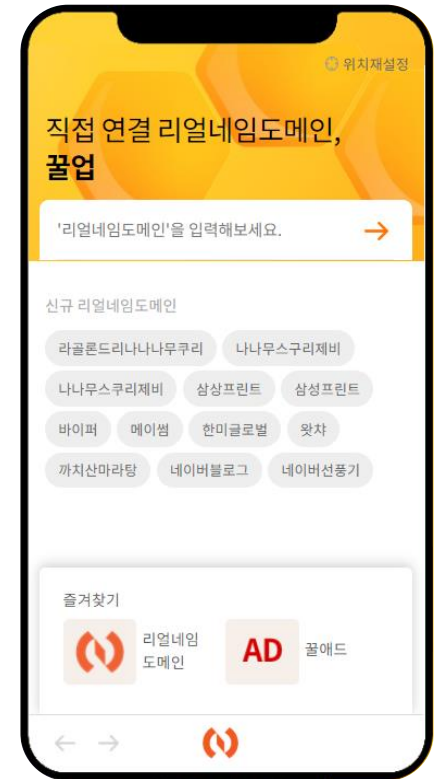 위치재설정
직접 연결 리얼네임도메인,
꿀업
'리얼네임도메인'을 입력해보세요.
신규 리얼네임도메인
라골론드리나나나무쿠리 나나무스구리제비
나나무스쿠리제비 삼상프린트 삼성프린트
바이퍼 메이썸 한미글로벌 왓챠
까치산마라탕 네이버블로그 네이버선풍기
즐겨찾기
리얼네임
도메인
AD 꿀애드